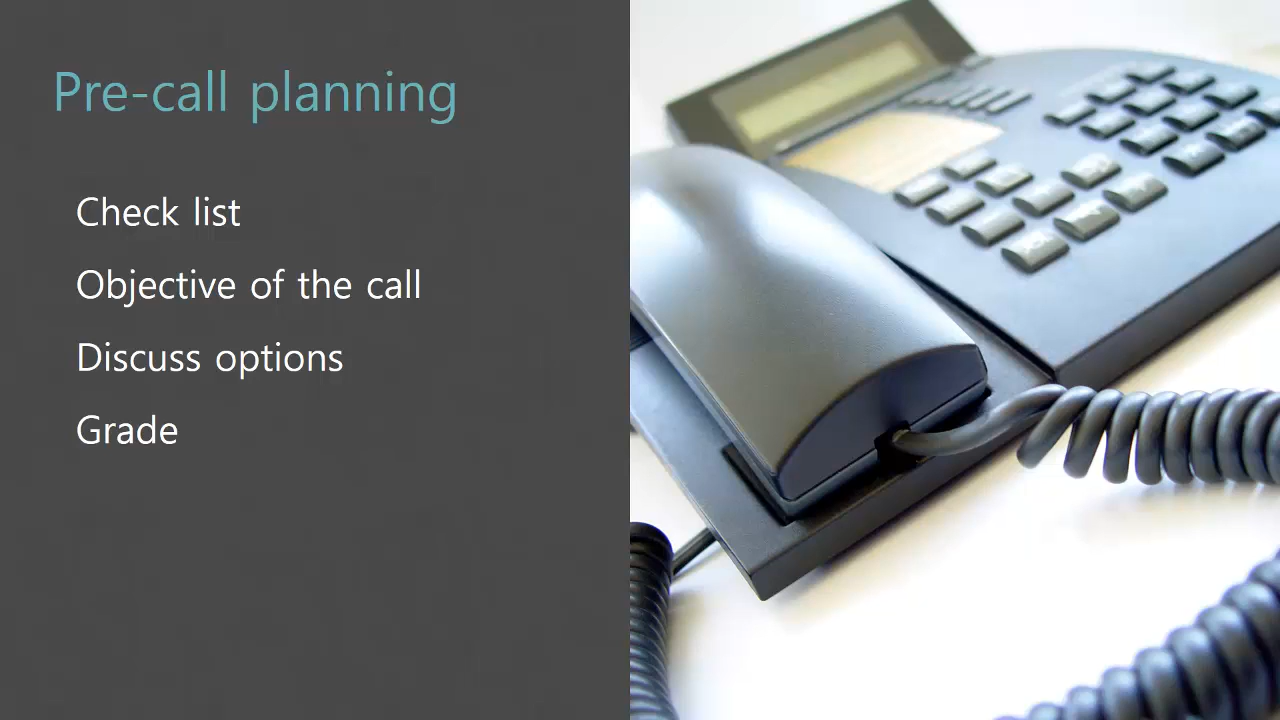 Pre-call planning
Check list
Objective of the call
Discuss options
Grade